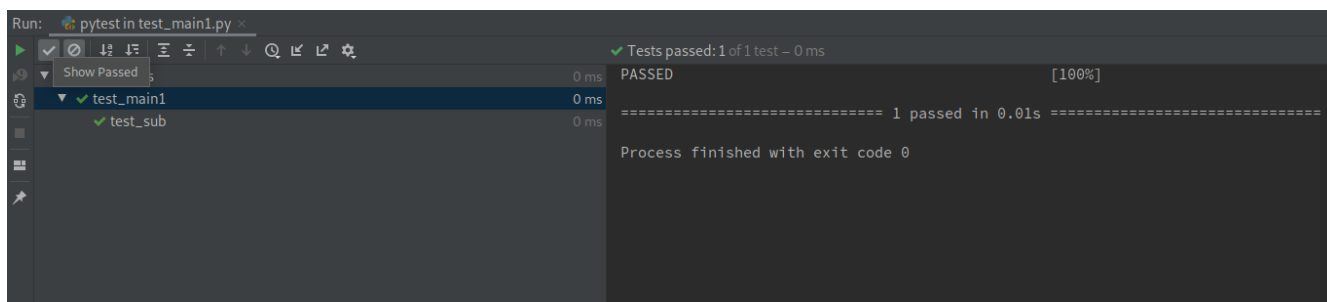 Run: pytest in test_main1.py ×
✔ Tests passed: 1 of 1 test – 0 ms
Show Passed
s 0 ms
test_main1 0 ms
test_sub 0 ms
PASSED [100%]
============================== 1 passed in 0.01s ===============================
Process finished with exit code 0